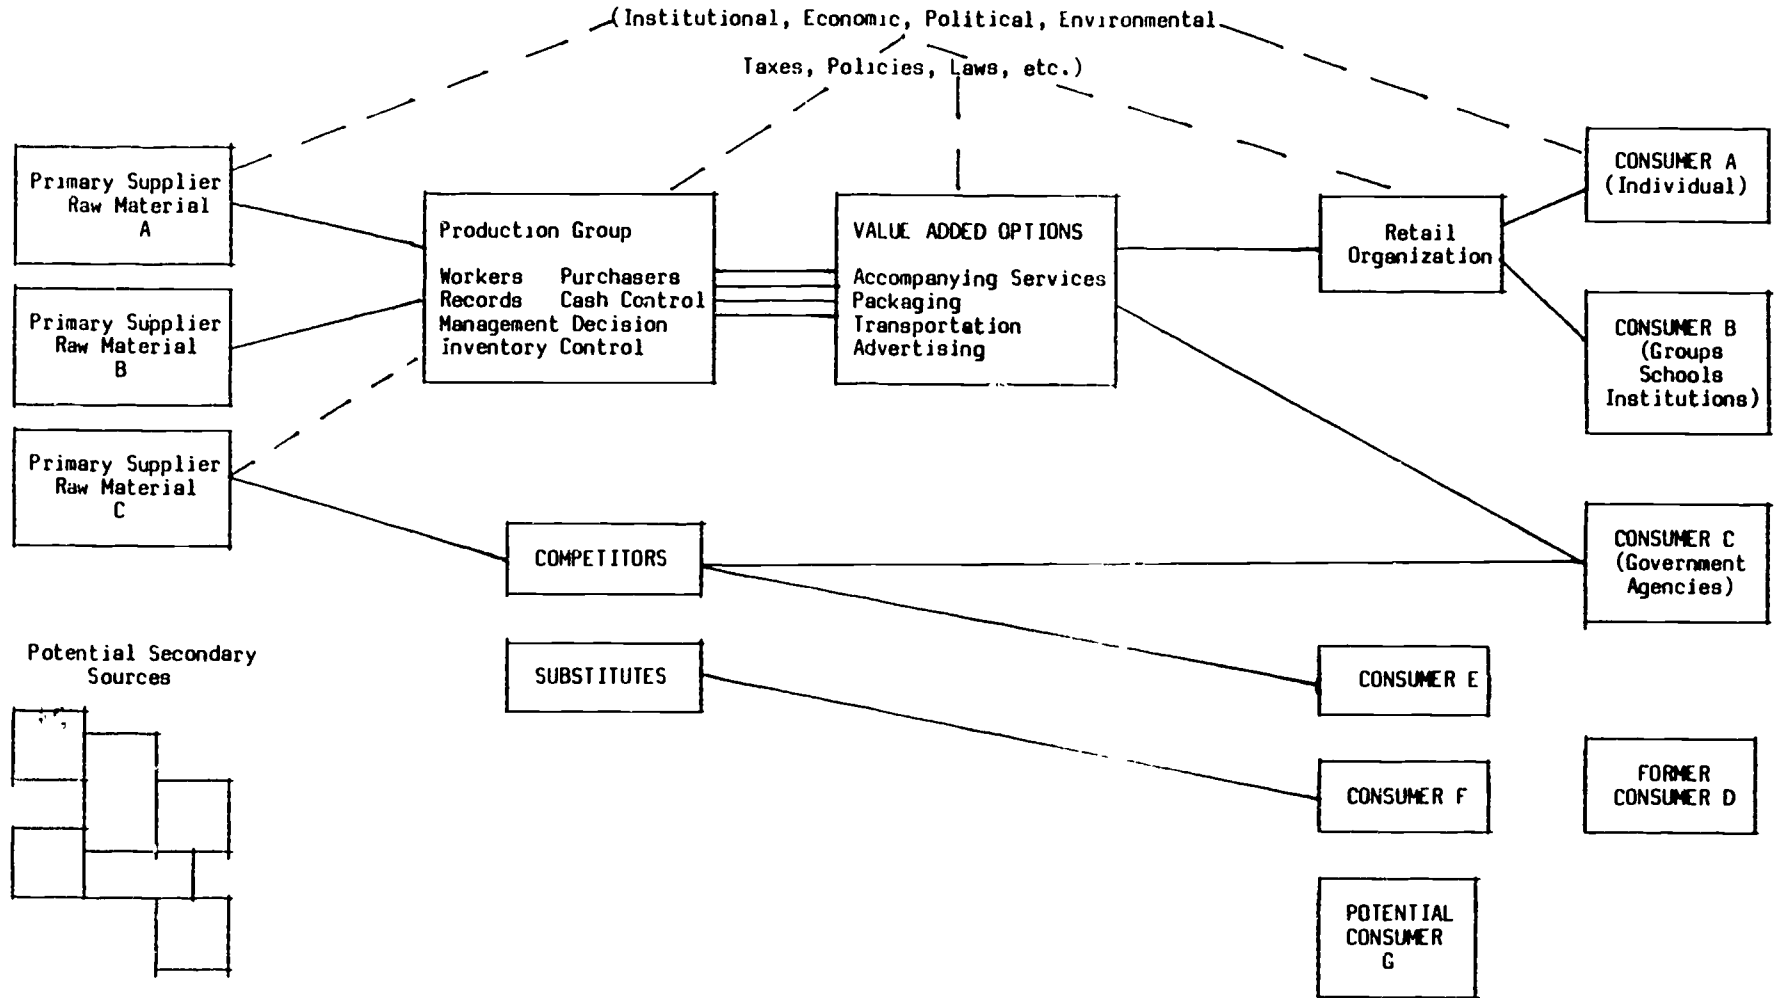 (Institutional, Economic, Political, Environmental
Taxes, Policies, Laws, etc.)
Primary Supplier
Raw Material
A
Primary Supplier
Raw Material
B
Primary Supplier
Raw Material
C
Potential Secondary
Sources
Production Group
Workers Purchasers
Records Cash Control
Management Decision
Inventory Control
VALUE ADDED OPTIONS
Accompanying Services
Packaging
Transportation
Advertising
COMPETITORS
SUBSTITUTES
Retail
Organization
CONSUMER A
(Individual)
CONSUMER B
(Groups
Schools
Institutions)
CONSUMER C
(Government
Agencies)
CONSUMER E
CONSUMER F
FORMER
CONSUMER D
POTENTIAL
CONSUMER
G